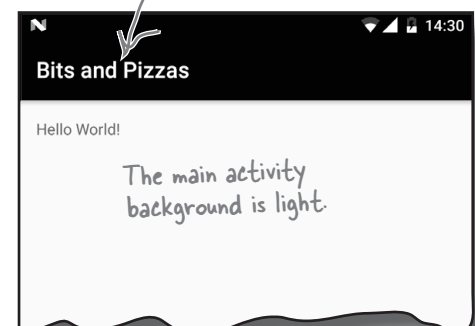 14:30
Bits and Pizzas
Hello World!
The main activity
background is light.